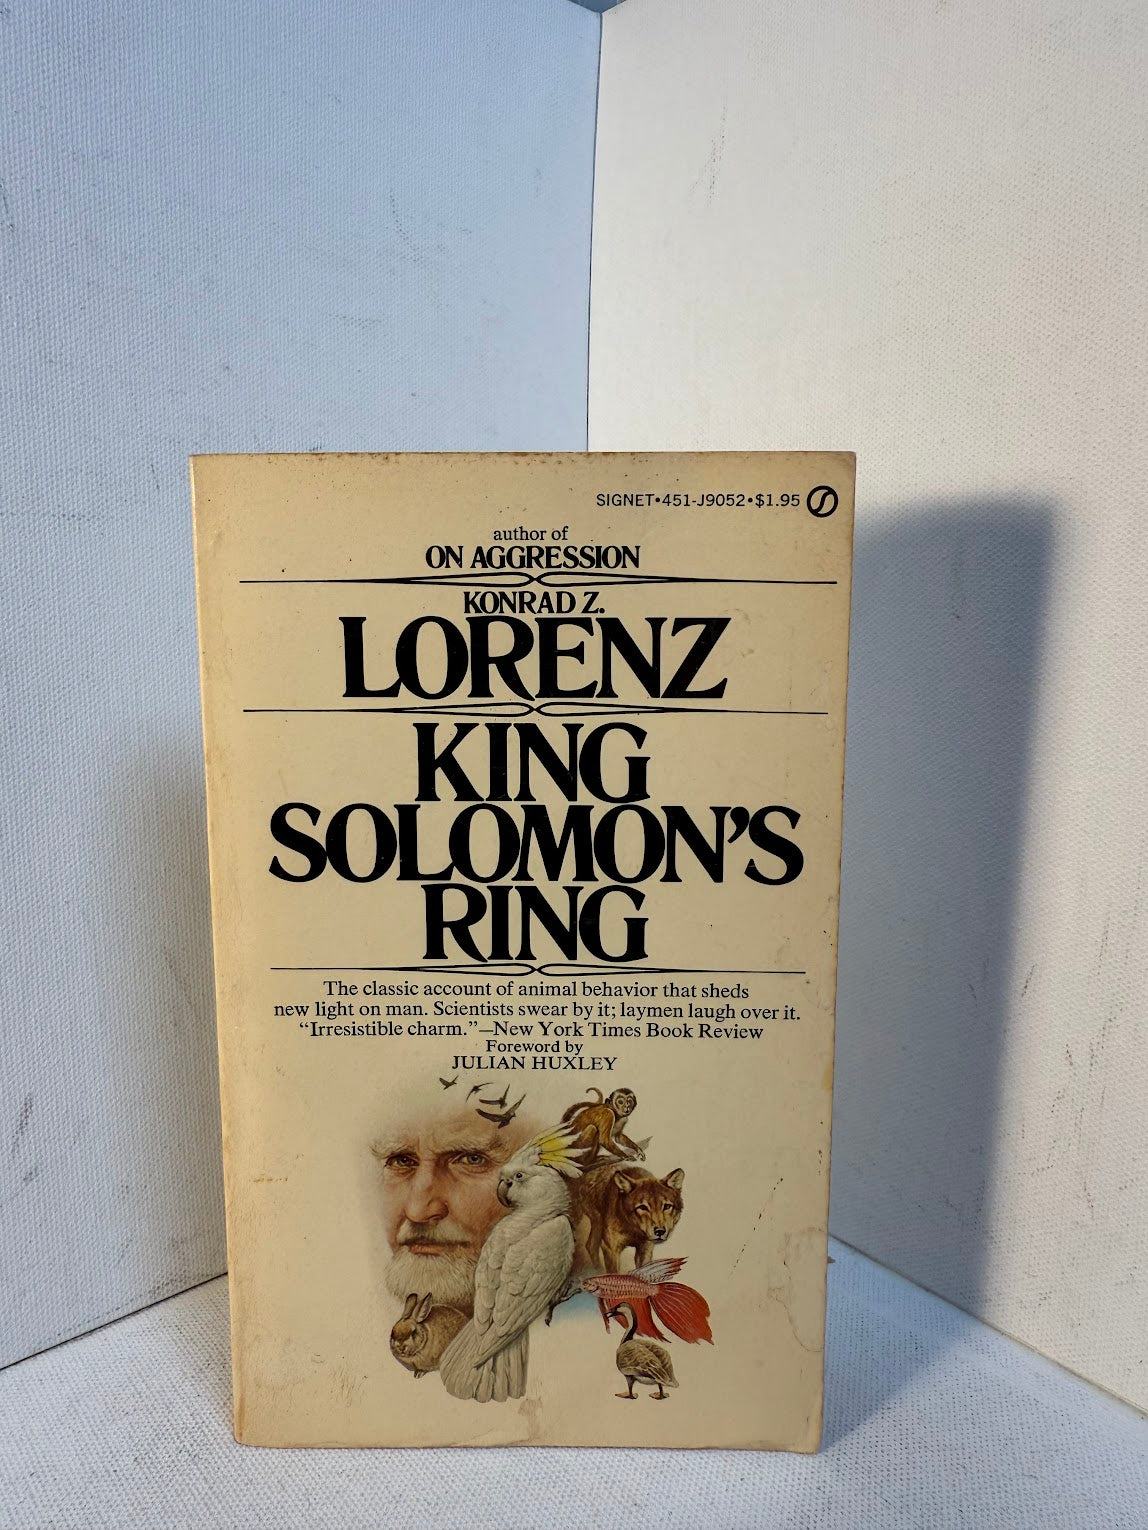 SIGNET•451-J9052•$1.95
author of
ON AGGRESSION
KONRAD Z.
LORENZ
KING
SOLOMON'S
RING
The classic account of animal behavior that sheds
new light on man. Scientists swear by it; laymen laugh over it.
“Irresistible charm.”—New York Times Book Review
Foreword by
JULIAN HUXLEY